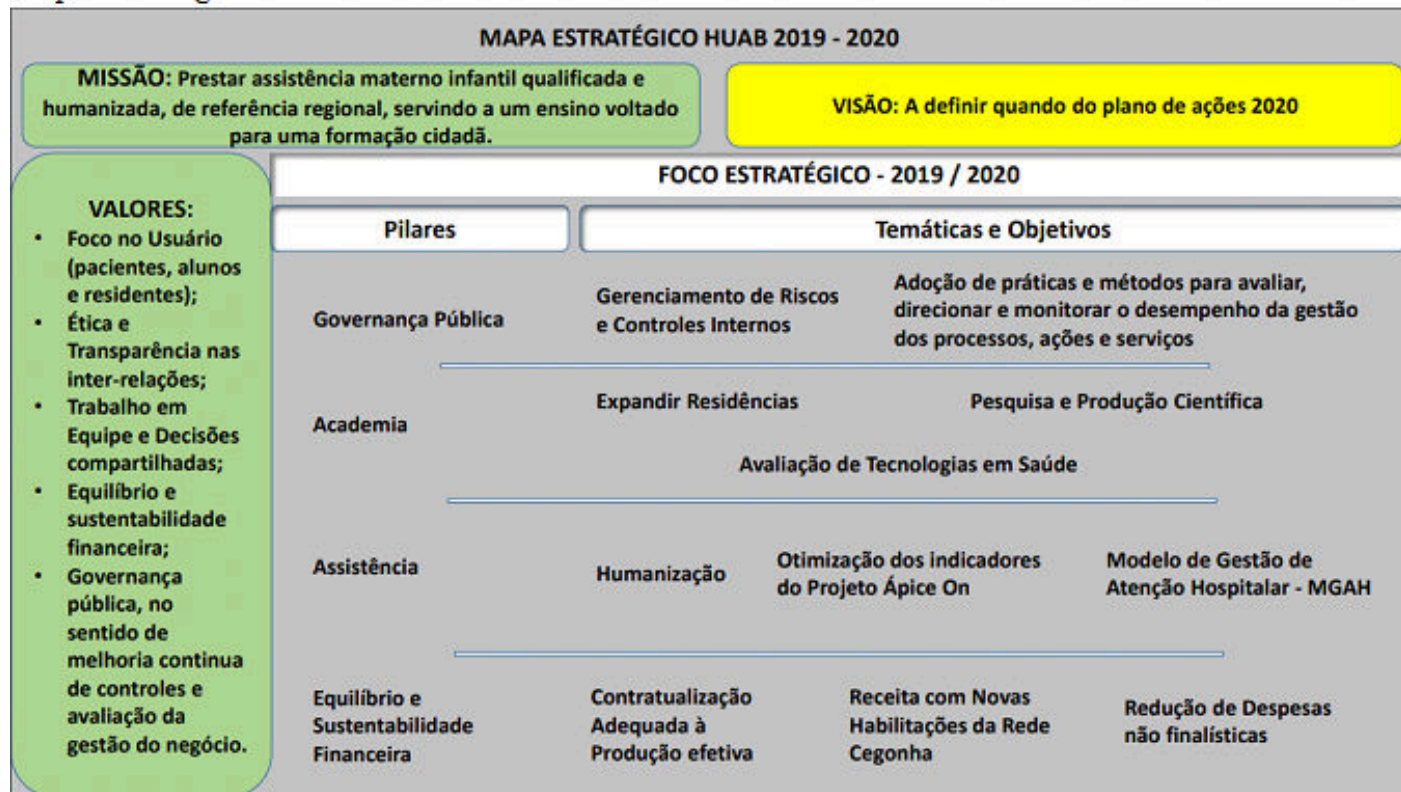 MAPA ESTRATÉGICO HUAB 2019 - 2020
MISSÃO: Prestar assistência materno infantil qualificada e
humanizada, de referência regional, servindo a um ensino voltado
para uma formação cidadã.
VISÃO: A definir quando do plano de ações 2020
VALORES:
• Foco no Usuário
(pacientes, alunos
e residentes);
• Ética e
Transparência nas
inter-relações;
• Trabalho em
Equipe e Decisões
compartilhadas;
• Equilíbrio e
sustentabilidade
financeira;
• Governança
pública, no
sentido de
melhoria continua
de controles e
avaliação da
gestão do negócio.
FOCO ESTRATÉGICO - 2019 / 2020
Pilares
Temáticas e Objetivos
Governança Pública
Gerenciamento de Riscos
e Controles Internos
Adoção de práticas e métodos para avaliar,
direcionar e monitorar o desempenho da gestão
dos processos, ações e serviços
Academia
Expandir Residências
Pesquisa e Produção Científica
Avaliação de Tecnologias em Saúde
Assistência
Humanização
Otimização dos indicadores
do Projeto Ápice On
Modelo de Gestão de
Atenção Hospitalar - MGAH
Equilíbrio e
Sustentabilidade
Financeira
Contratualização
Adequada à
Produção efetiva
Receita com Novas
Habilitações da Rede
Cegonha
Redução de Despesas
não finalísticas